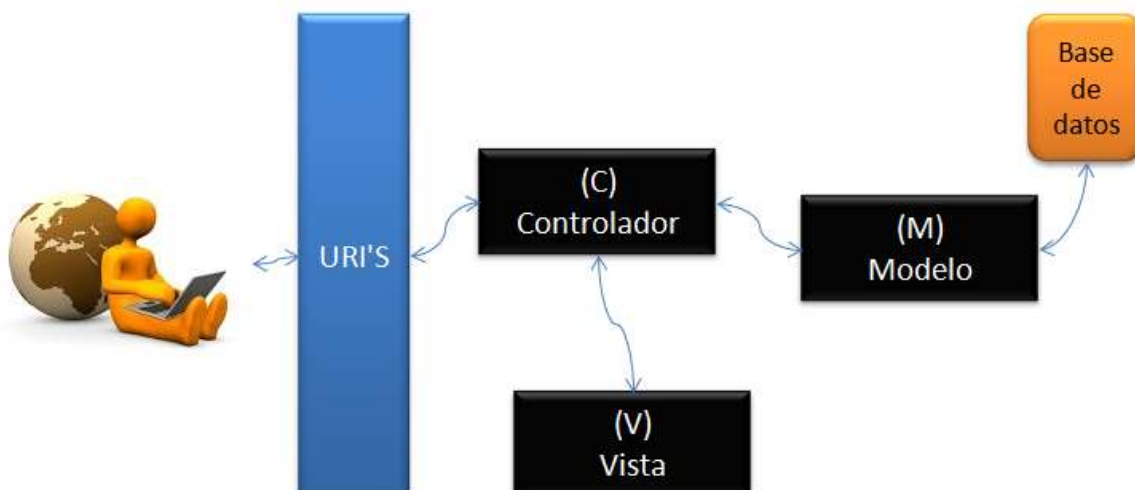 URI'S
(C)
Controlador
(M)
Modelo
Base
de
datos
(V)
Vista